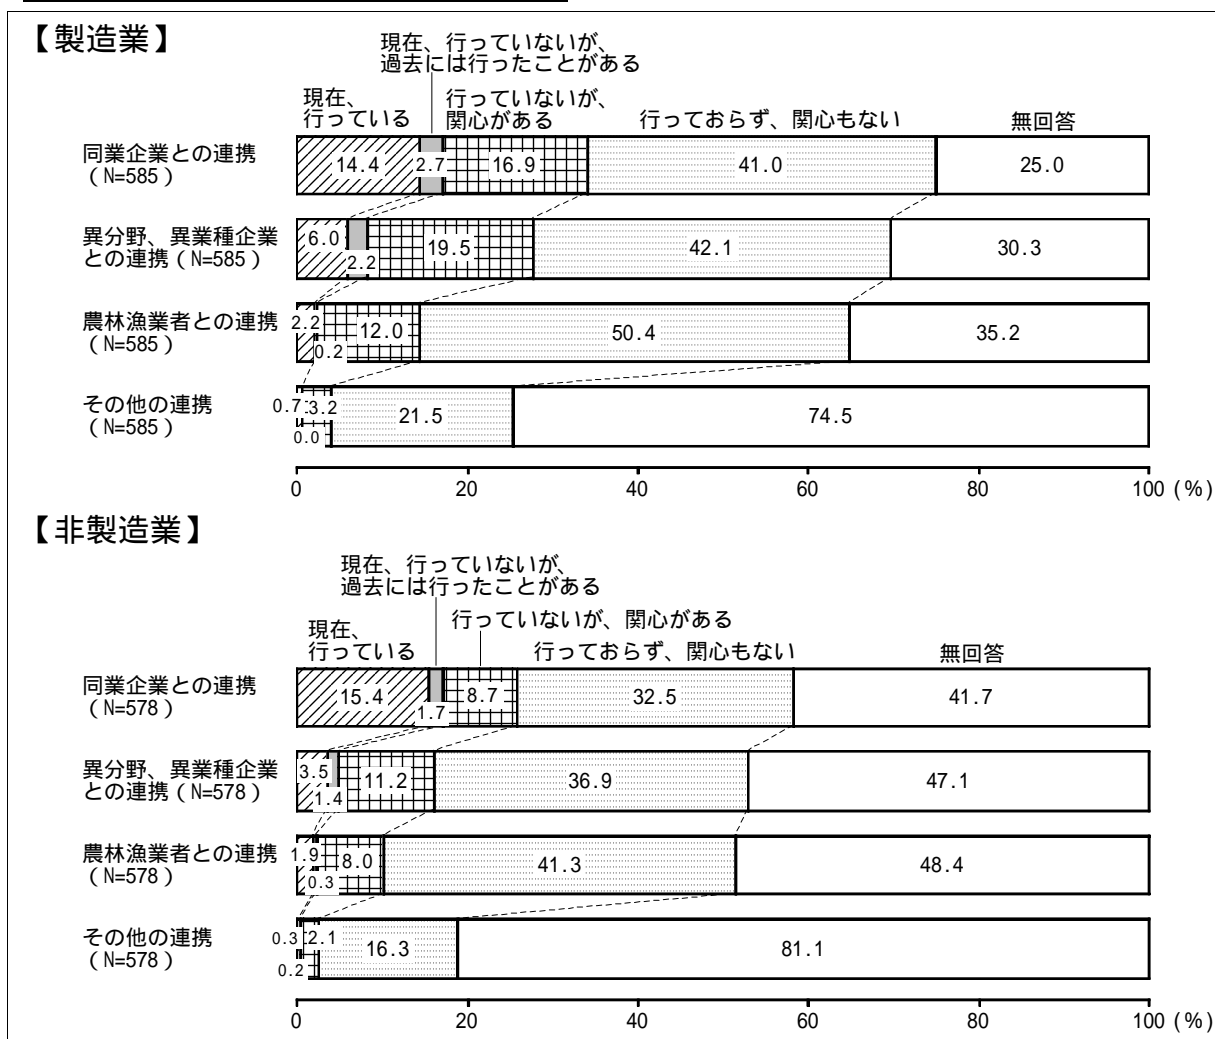 【製造業】
現在、行っていないが、
過去には行ったことがある
現在、
行っている
行っていないが、
関心がある
行っておらず、関心もない
無回答
同業企業との連携
(N=585)
14.4
2.7
16.9
41.0
25.0
異分野、異業種企業
との連携(N=585)
6.0
2.2
19.5
42.1
30.3
農林漁業者との連携
(N=585)
2.2
0.2
12.0
50.4
35.2
その他の連携
(N=585)
0.7
0.0
3.2
21.5
74.5
0 20 40 60 80 100 (%)
【非製造業】
現在、行っていないが、
過去には行ったことがある
行っていないが、関心がある
現在、
行っている
行っておらず、関心もない
無回答
同業企業との連携
(N=578)
15.4
1.7
8.7
32.5
41.7
異分野、異業種企業
との連携(N=578)
3.5
1.4
11.2
36.9
47.1
農林漁業者との連携
(N=578)
1.9
0.3
8.0
41.3
48.4
その他の連携
(N=578)
0.3
0.2
2.1
16.3
81.1
0 20 40 60 80 100 (%)